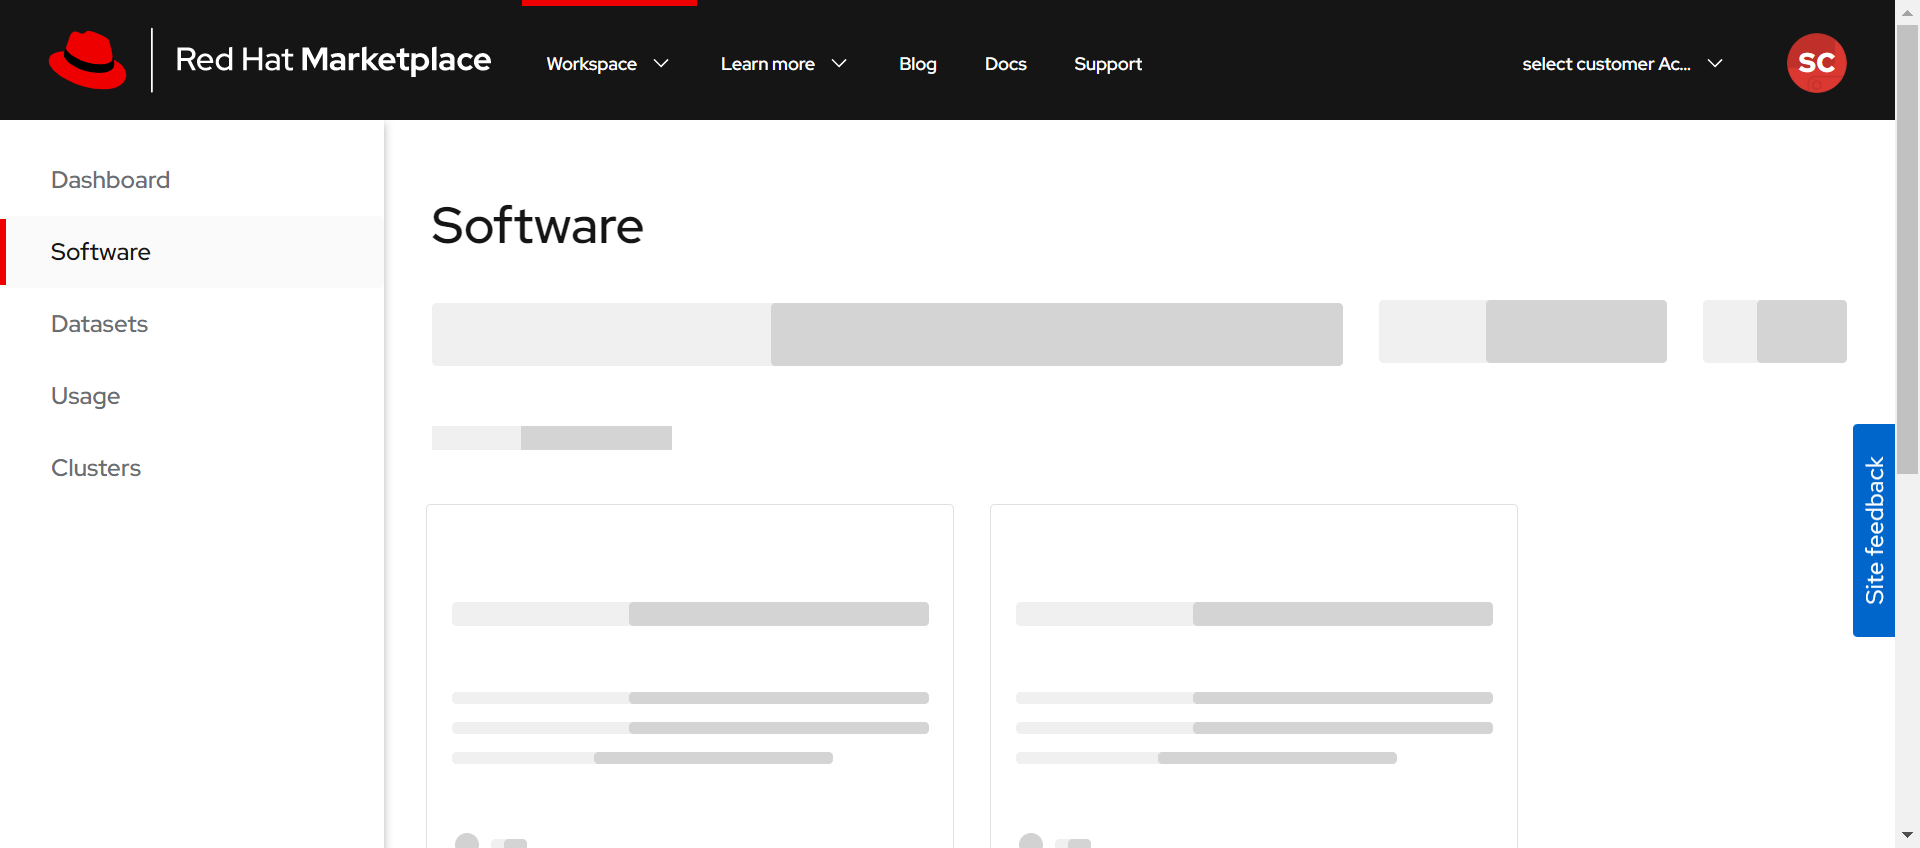 Red Hat Marketplace
Workspace
Learn more
Blog
Docs
Support
select customer Ac...
SC
Dashboard
Software
Datasets
Usage
Clusters
Software
Site feedback